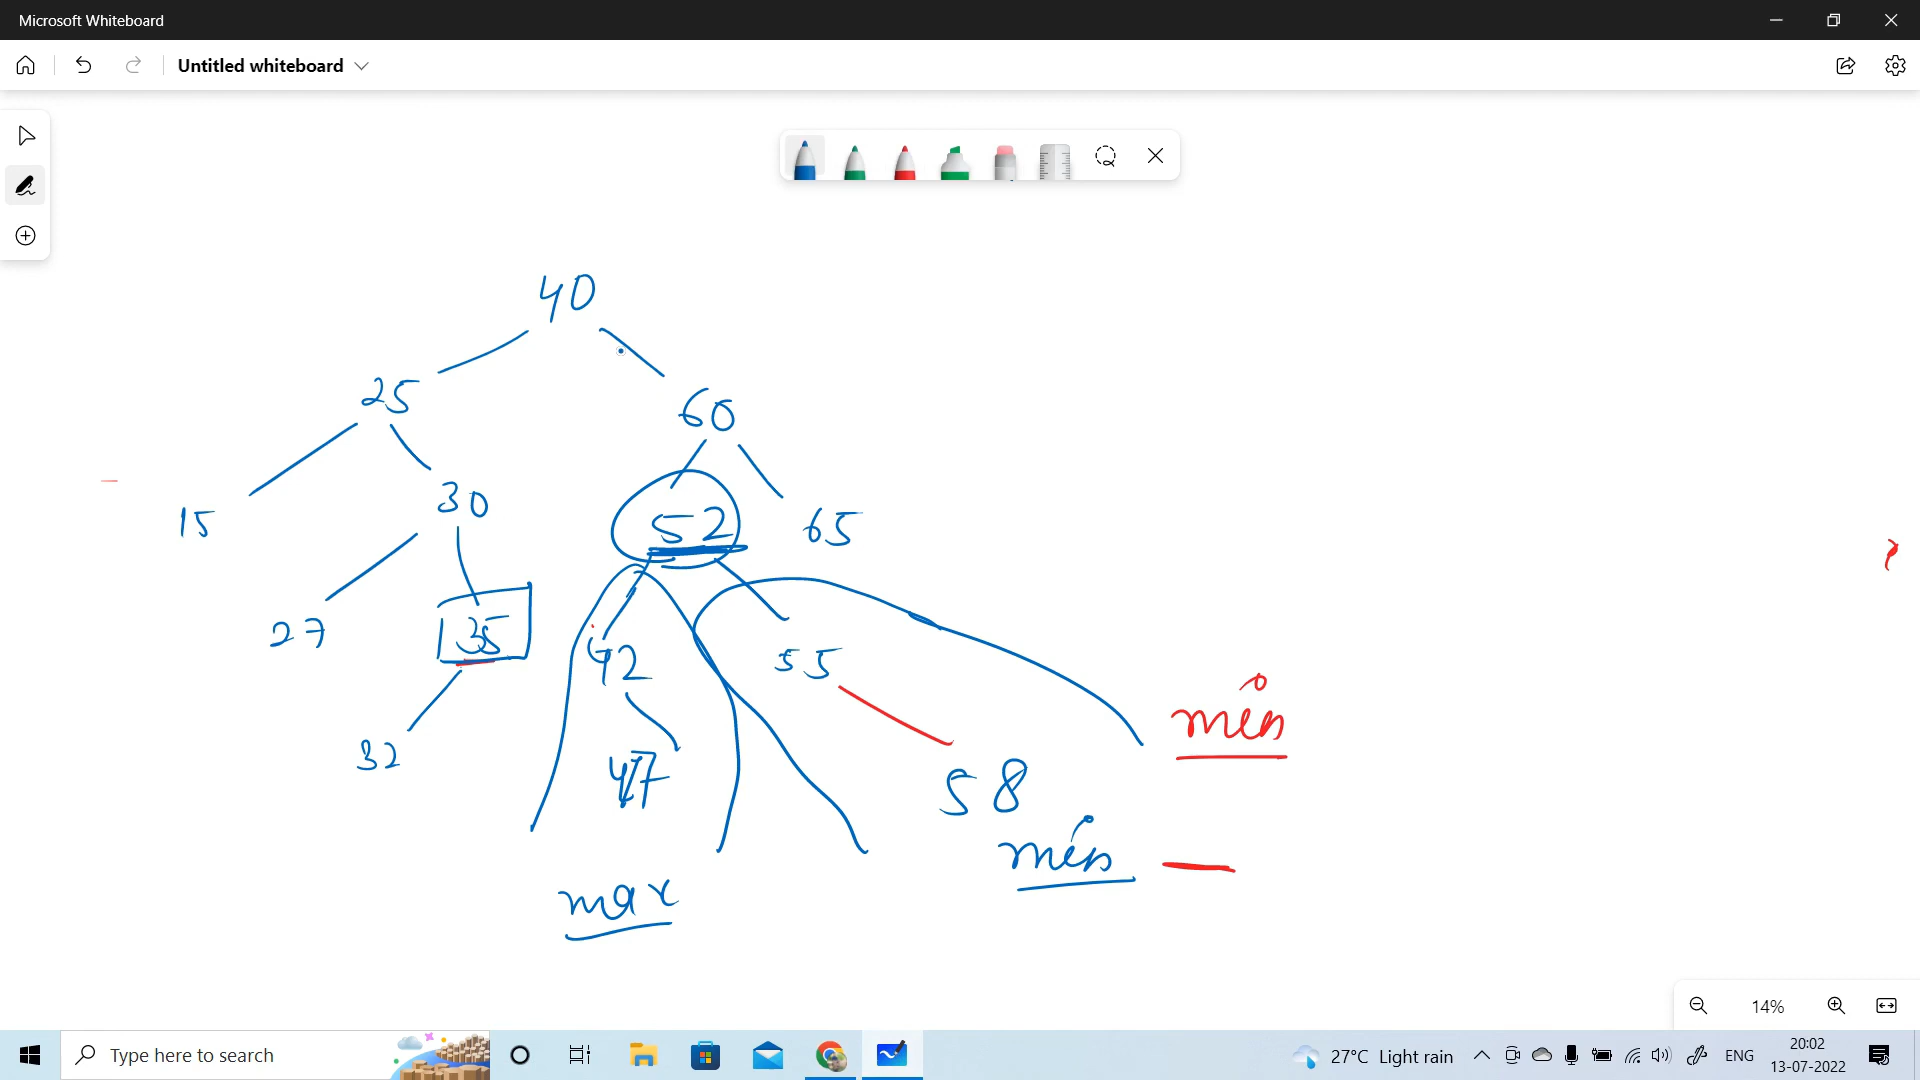 Microsoft Whiteboard
Untitled whiteboard
40
25
60
15
30
52
65
27
35
42
55
min
32
47
58
min
max
14%
Type here to search
27°C Light rain
ENG
20:02
13-07-2022